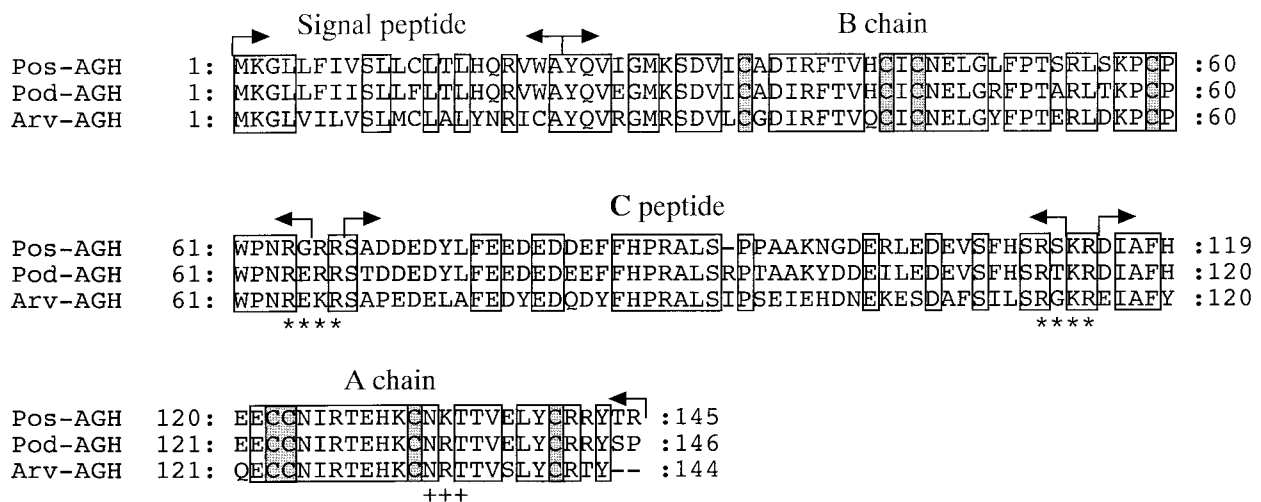 Signal peptide B chain
Pos-AGH 1: MKGLLFIVSLLCLTLHQRVWAYQVIGMKSDVICADIRFTVHCICNELGLFPTSRLSKPCP :60
Pod-AGH 1: MKGLLFIISLLFLTLHQRVWAYQVEGMKSDVICADIRFTVHCICNELGRFPTARLTKPCP :60
Arv-AGH 1: MKGLVILVSLMCLALYNRICAYQVRGMRSDVLCGDIRFTVQCICNELGYFPTERLDKPCP :60
C peptide
Pos-AGH 61: WPNRGRRSADDEDYLFEEDEDDEFFHPRALS-PPAAKNGDERLEDEVSFHSRSKRDIAFH :119
Pod-AGH 61: WPNRERRSTDDEDYLFEEDEDEEFFHPRALSRPTAAKYDDEILEDEVSFHSRTKRDIAFH :120
Arv-AGH 61: WPNREKRSAPEDELAFEDYEDQDYFHPRALSIPSEIEHDNEKESDAFSILSRGKREIAFY :120
**** ****
A chain
Pos-AGH 120: EECCNIRTEHKCNKTTVELYCRRYTR :145
Pod-AGH 121: EECCNIRTEHKCNRTTVELYCRRYSP :146
Arv-AGH 121: QECCNIRTEHKCNRTTVSLYCRTY-- :144
+++